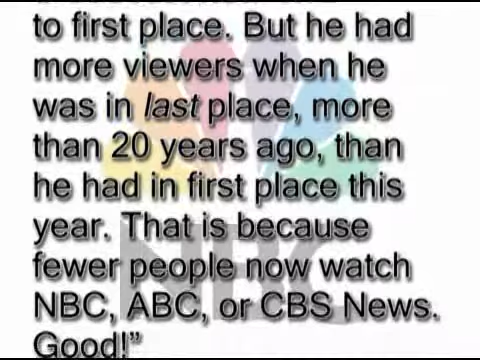 to first place. But he had
more viewers when he
was in last place, more
than 20 years ago, than
he had in first place this
year. That is because
fewer people now watch
NBC, ABC, or CBS News.
Good!”
NBC